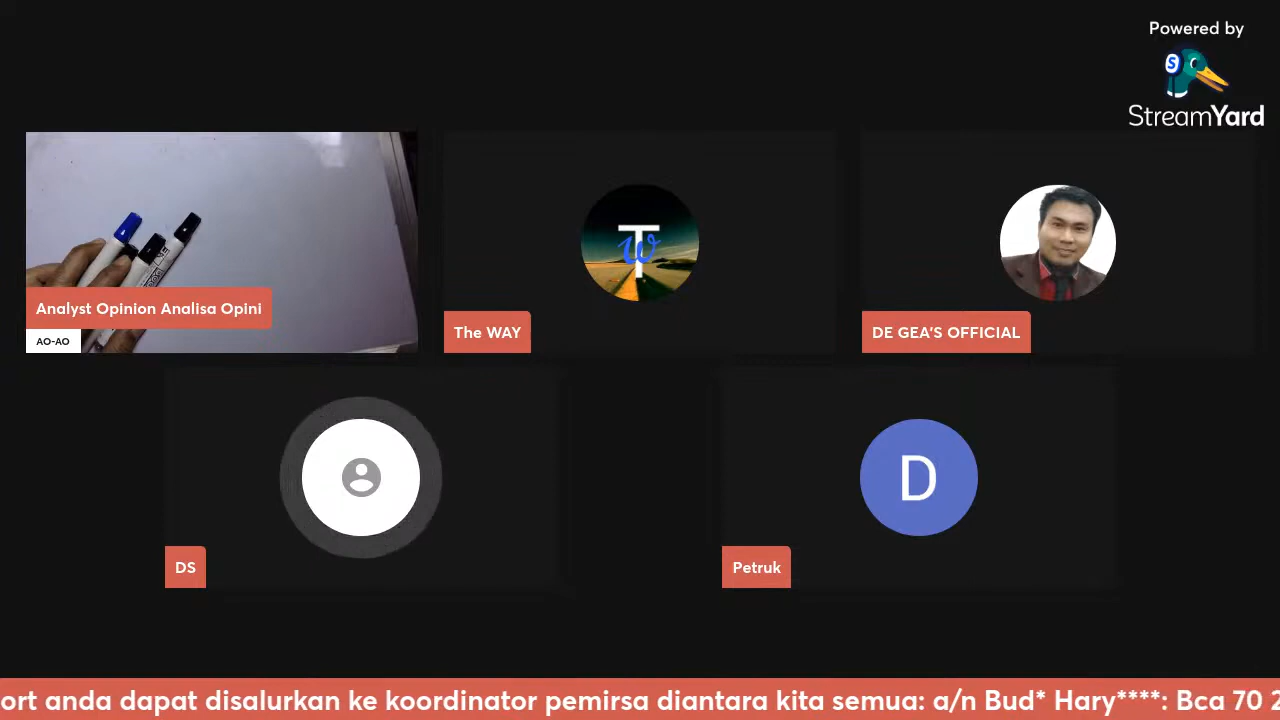 Powered by
S
StreamYard
Analyst Opinion Analisa Opini
AO-AO
T
w
The WAY
DE GEA'S OFFICIAL
DS
D
Petruk
ort anda dapat disalurkan ke koordinator pemirsa diantara kita semua: a/n Bud* Hary****: Bca 70 2